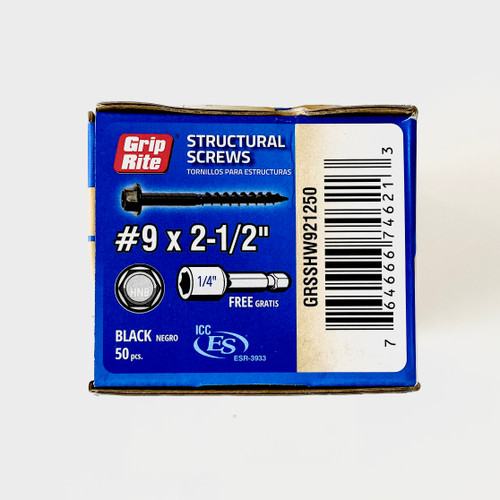 Grip
Rite
STRUCTURAL
SCREWS
TORNILLOS PARA ESTRUCTURAS
#9 x 2-1/2"
HNB
1/4"
FREE GRATIS
BLACK NEGRO
50 pcs.
ICC
ES
ESR-3933
GRSSHW921250
7 64666 74621 3